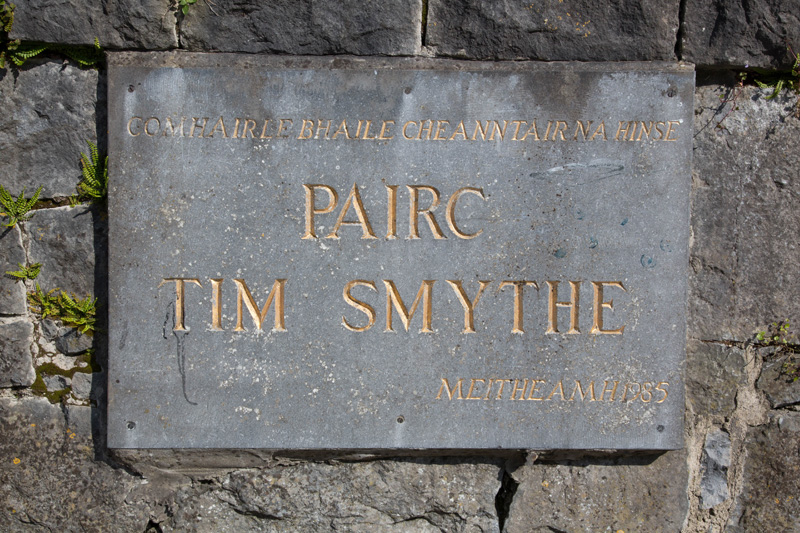 COMHAIRLE BHAILE CHEANNTAIR NA HINSE
PAIRC
TIM SMYTHE
MEITHEAMH 1985